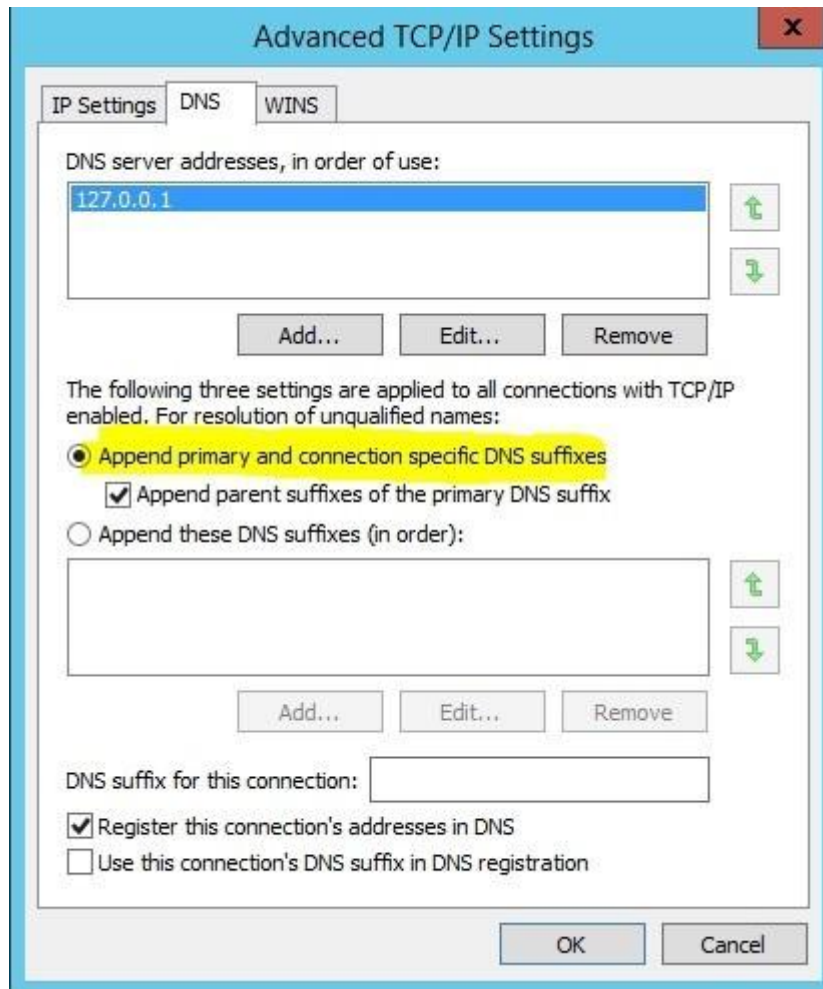 Advanced TCP/IP Settings
x
IP Settings DNS WINS
DNS server addresses, in order of use:
127.0.0.1
Add... Edit... Remove
The following three settings are applied to all connections with TCP/IP
enabled. For resolution of unqualified names:
Append primary and connection specific DNS suffixes
Append parent suffixes of the primary DNS suffix
Append these DNS suffixes (in order):
Add... Edit... Remove
DNS suffix for this connection:
Register this connection's addresses in DNS
Use this connection's DNS suffix in DNS registration
OK Cancel